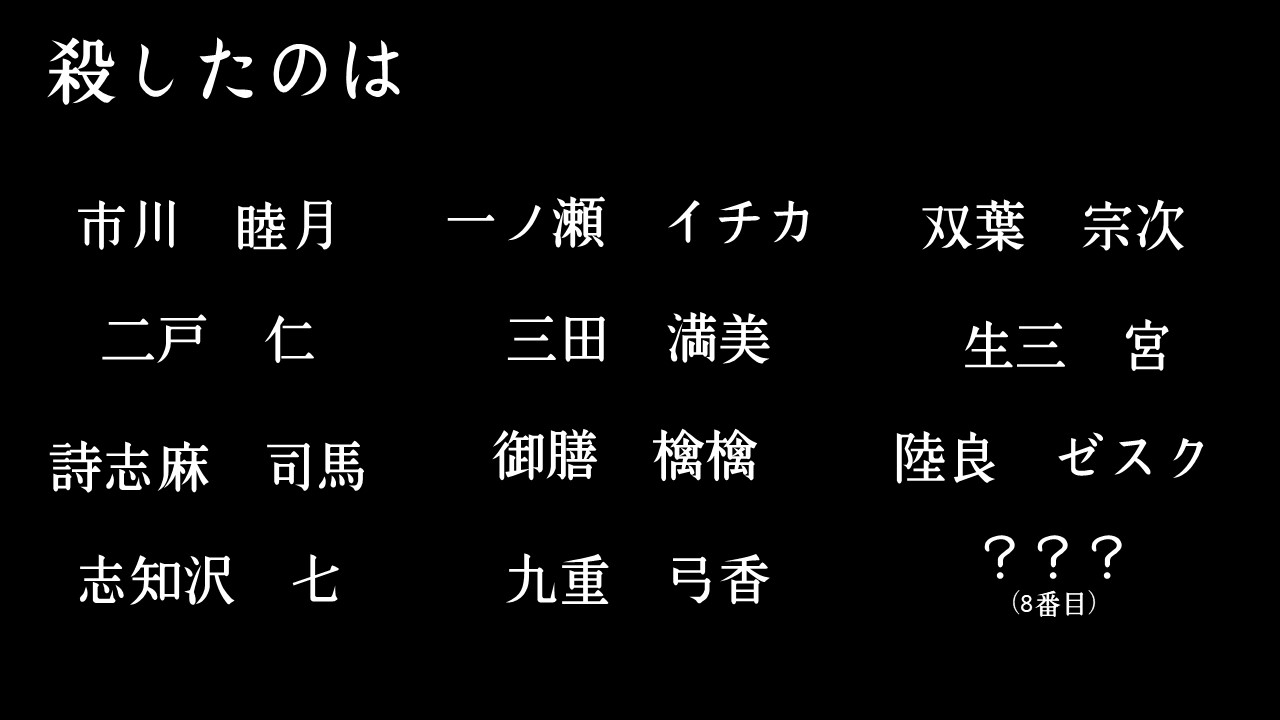 殺したのは
市川　睦月　一ノ瀬　イチカ　双葉　宗次
二戸　仁　三田　満美　生三　宮
詩志麻　司馬　御膳　檎檎　陸良　ゼスク
志知沢　七　九重　弓香　？？？
（8番目）